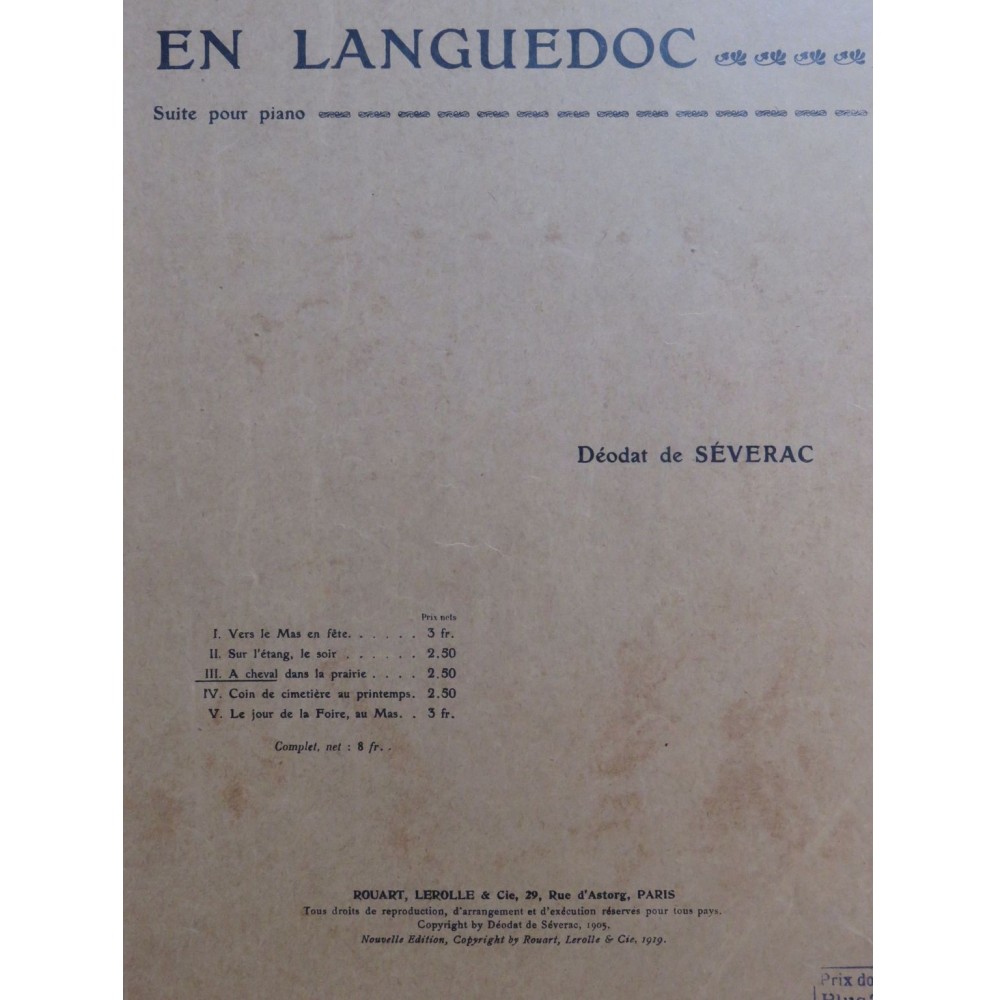 EN LANGUEDOC
Suite pour piano
Déodat de SÉVERAC
Prix nets
I. Vers le Mas en fête. . . . . . 3 fr.
II. Sur l'étang, le soir . . . . . . 2.50
III. A cheval dans la prairie . . . . 2.50
IV. Coin de cimetière au printemps. 2.50
V. Le jour de la Foire, au Mas. . 3 fr.
Complet, net : 8 fr. .
ROUART, LEROLLE & Cie, 29, Rue d'Astorg, PARIS
Tous droits de reproduction, d'arrangement et d'exécution réservés pour tous pays.
Copyright by Déodat de Séverac, 1905.
Nouvelle Edition, Copyright by Rouart, Lerolle & Cie, 1919.
Prix do